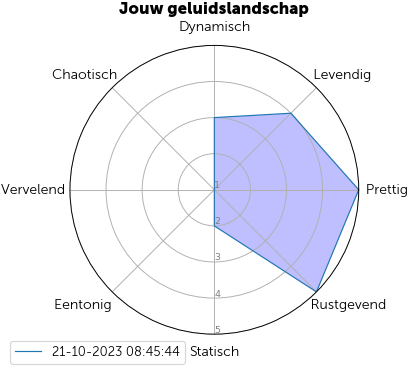 Jouw geluidslandschap
Dynamisch
Chaotisch
Levendig
Vervelend
1
Prettig
2
3
4
Eentonig
Rustgevend
5
21-10-2023 08:45:44
Statisch